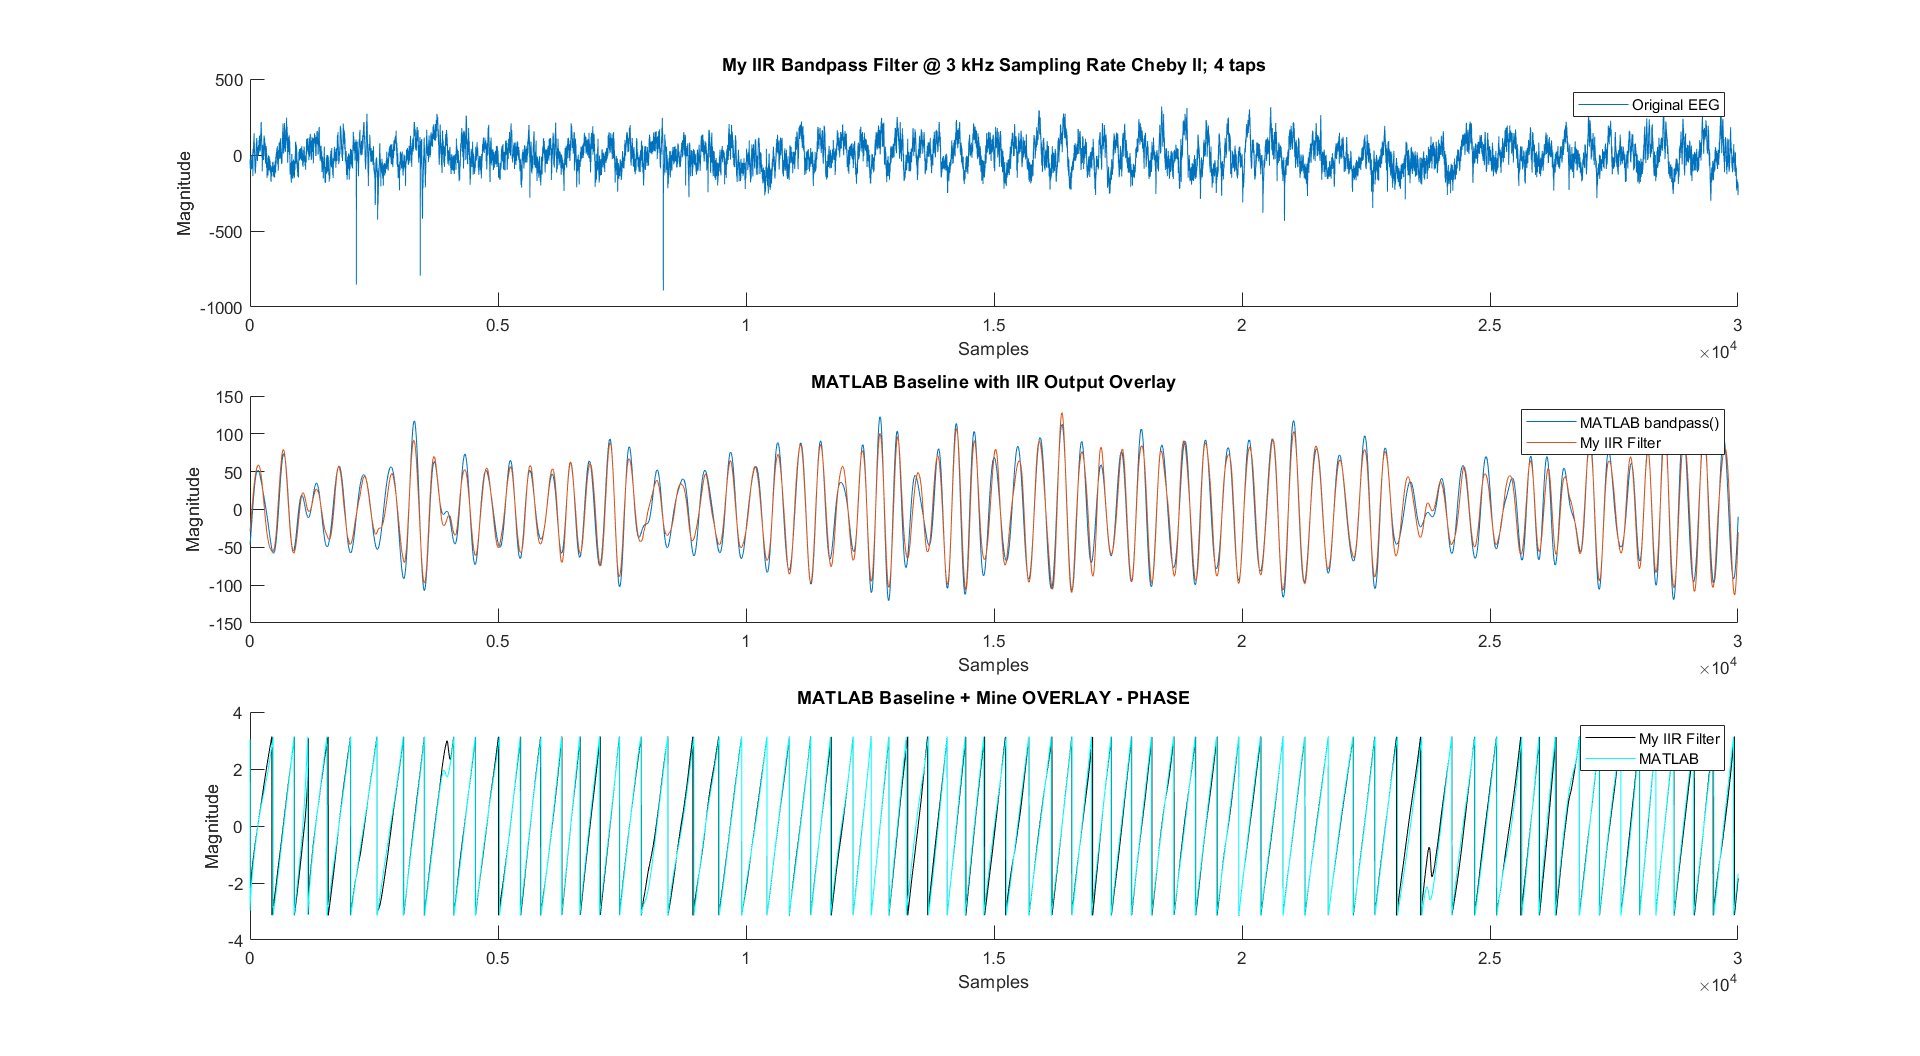 My IIR Bandpass Filter @ 3 kHz Sampling Rate Cheby II; 4 taps
500
0
-500
-1000
Magnitude
Original EEG
0 0.5 1 1.5 2 2.5 3
Samples
×10^4
MATLAB Baseline with IIR Output Overlay
150
100
50
0
-50
-100
-150
Magnitude
MATLAB bandpass()
My IIR Filter
0 0.5 1 1.5 2 2.5 3
Samples
×10^4
MATLAB Baseline + Mine OVERLAY - PHASE
4
2
0
-2
-4
Magnitude
My IIR Filter
MATLAB
0 0.5 1 1.5 2 2.5 3
Samples
×10^4